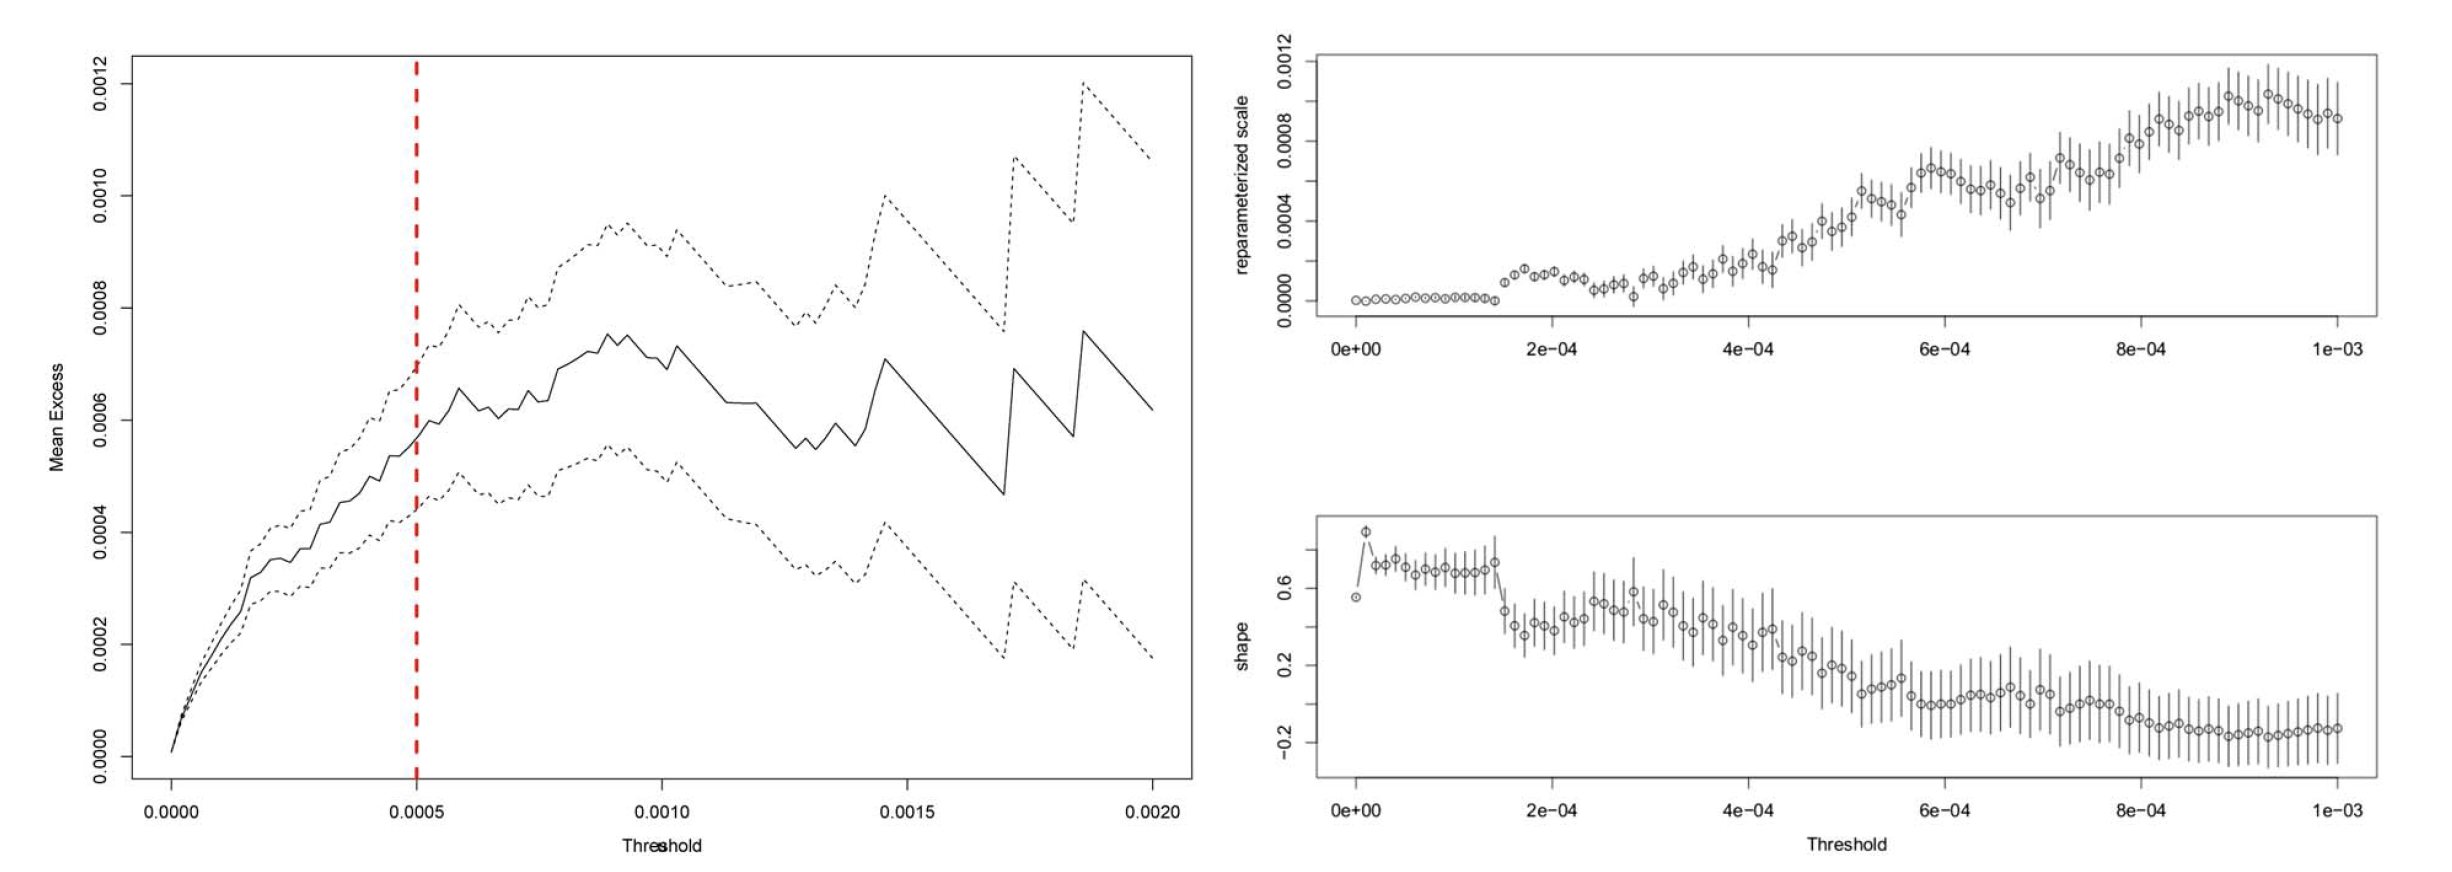 Mean Excess
0.0012
0.0010
0.0008
0.0006
0.0004
0.0002
0.0000
0.0000 0.0005 0.0010 0.0015 0.0020
Threshold
reparameterized scale
0.0012
0.0008
0.0004
0.0000
0e+00 2e−04 4e−04 6e−04 8e−04 1e−03
shape
0.6
0.2
−0.2
0e+00 2e−04 4e−04 6e−04 8e−04 1e−03
Threshold